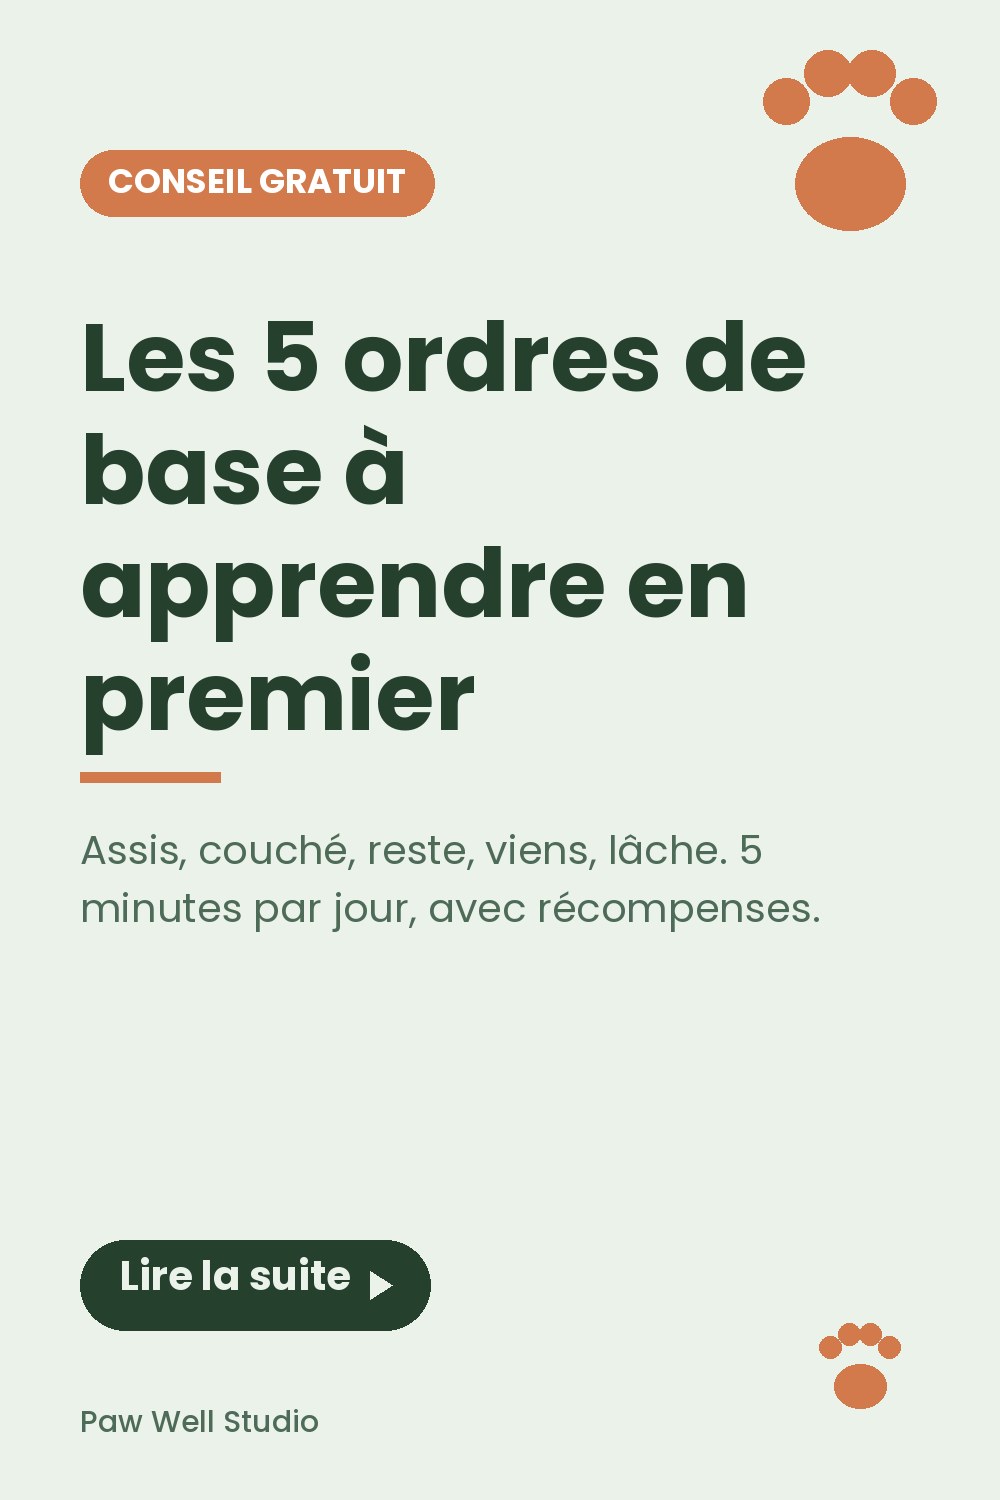 CONSEIL GRATUIT
Les 5 ordres de
base à
apprendre en
premier
Assis, couché, reste, viens, lâche. 5
minutes par jour, avec récompenses.
Lire la suite
Paw Well Studio